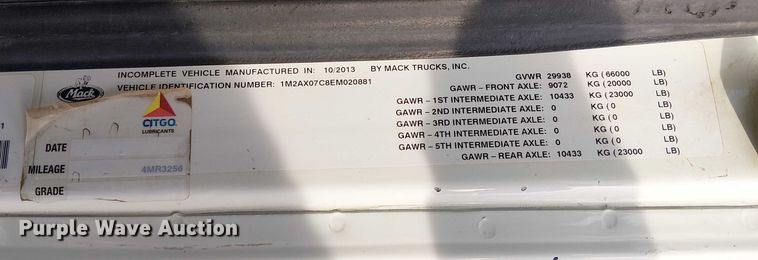 INCOMPLETE VEHICLE MANUFACTURED IN: 10/2013 BY MACK TRUCKS, INC.
VEHICLE IDENTIFICATION NUMBER: 1M2AX07C8EM020881
GVWR 29938 KG (66000 LB)
GAWR - FRONT AXLE: 9072 KG (20000 LB)
GAWR - 1ST INTERMEDIATE AXLE: 10433 KG (23000 LB)
GAWR - 2ND INTERMEDIATE AXLE: 0 KG (0 LB)
GAWR - 3RD INTERMEDIATE AXLE: 0 KG (0 LB)
GAWR - 4TH INTERMEDIATE AXLE: 0 KG (0 LB)
GAWR - 5TH INTERMEDIATE AXLE: 0 KG (0 LB)
GAWR - REAR AXLE: 10433 KG (23000 LB)
Mack
CITGO
LUBRICANTS
DATE
MILEAGE 4MR3256
GRADE
Purple Wave Auction